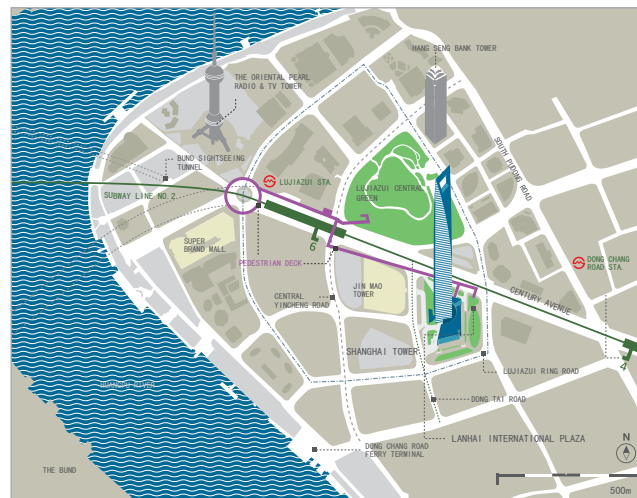 HANG SENG BANK TOWER
THE ORIENTAL PEARL
RADIO & TV TOWER
BUND SIGHTSEEING
TUNNEL
SOUTH PUDONG ROAD
LUJIAZUI STA.
LUJIAZUI CENTRAL
GREEN
SUBWAY LINE NO.2
SUPER
BRAND MALL
6
PEDESTRIAN DECK
DONG CHANG
ROAD STA.
JIN MAO
TOWER
CENTRAL
YINCHENG ROAD
CENTURY AVENUE
SHANGHAI TOWER
4
LUJIAZUI RING ROAD
HUANGPU RIVER
DONG TAI ROAD
LANHAI INTERNATIONAL PLAZA
DONG CHANG ROAD
FERRY TERMINAL
N
THE BUND
500m